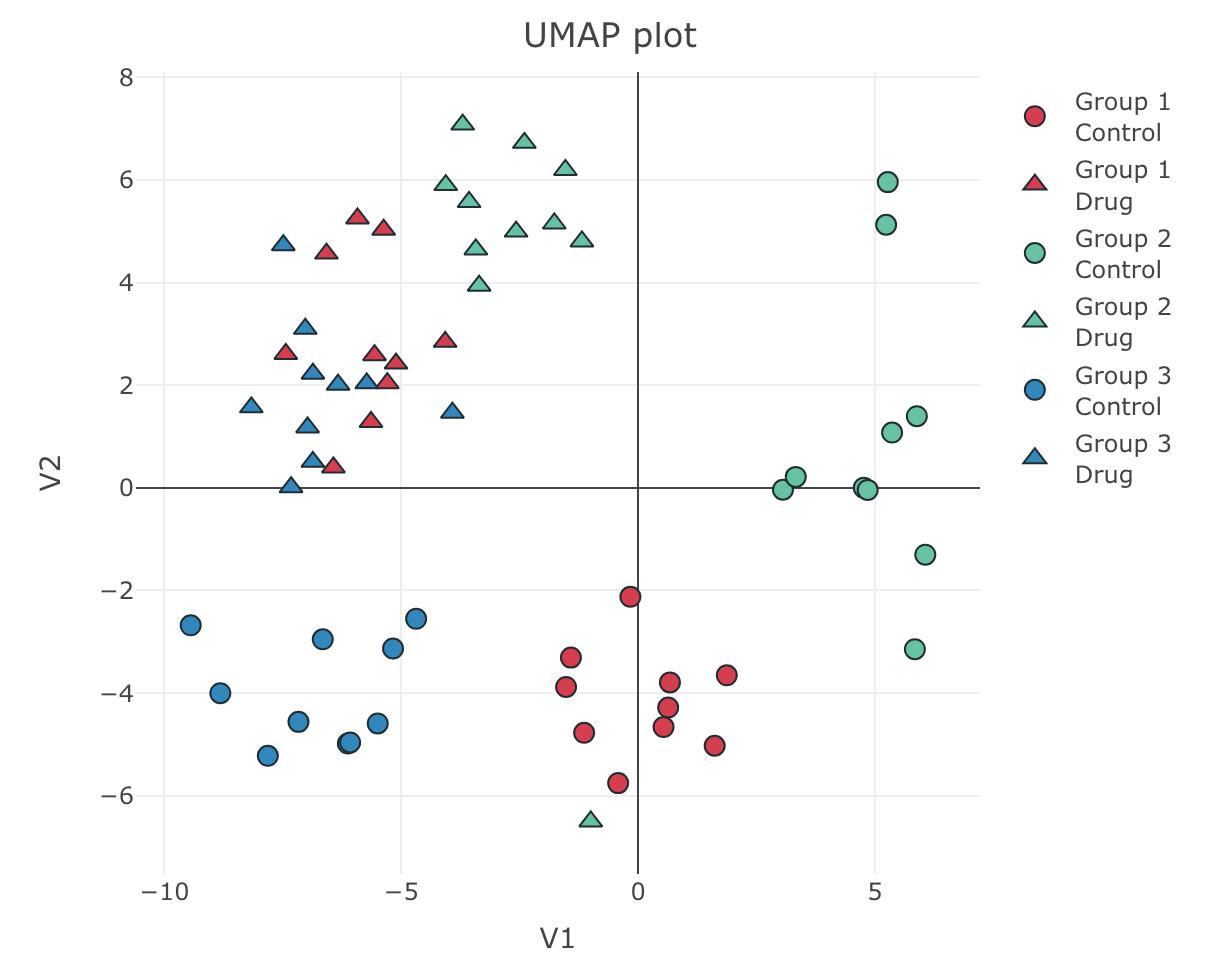 UMAP plot
8
6
4
2
0
−2
−4
−6
V2
−10
−5
0
5
V1
Group 1
Control
Group 1
Drug
Group 2
Control
Group 2
Drug
Group 3
Control
Group 3
Drug